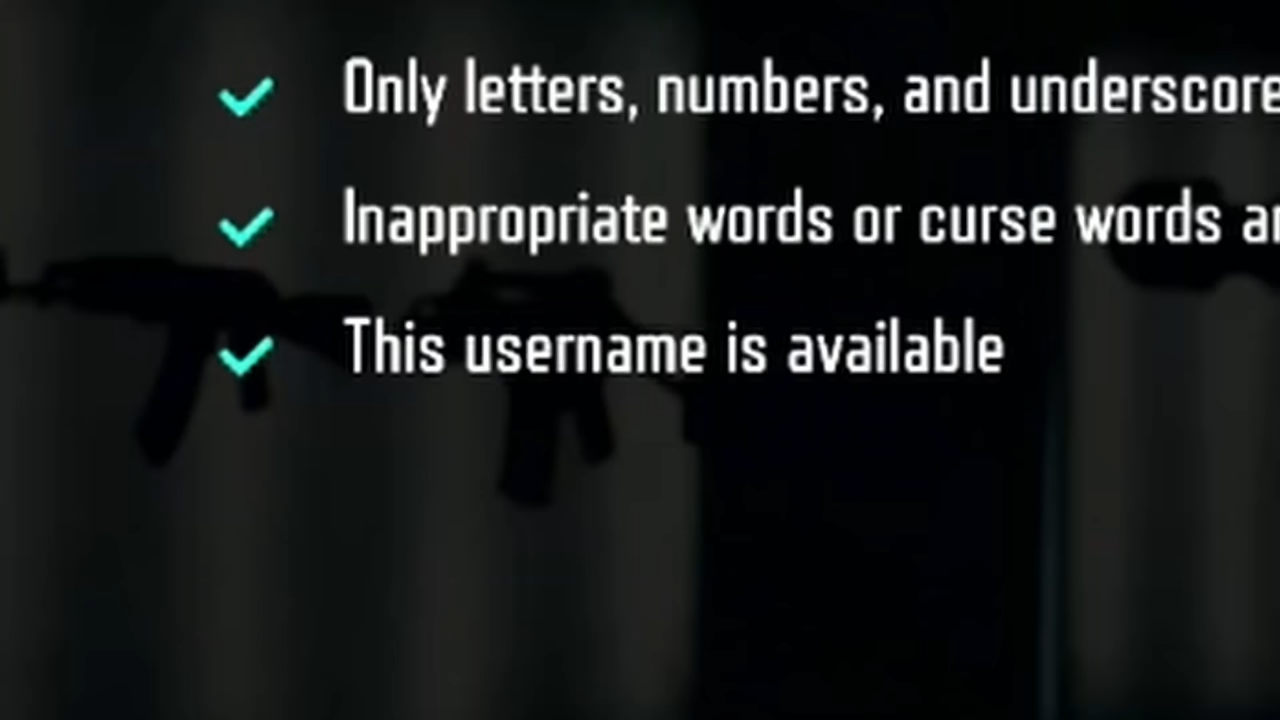 Only letters, numbers, and underscore
Inappropriate words or curse words ar
This username is available